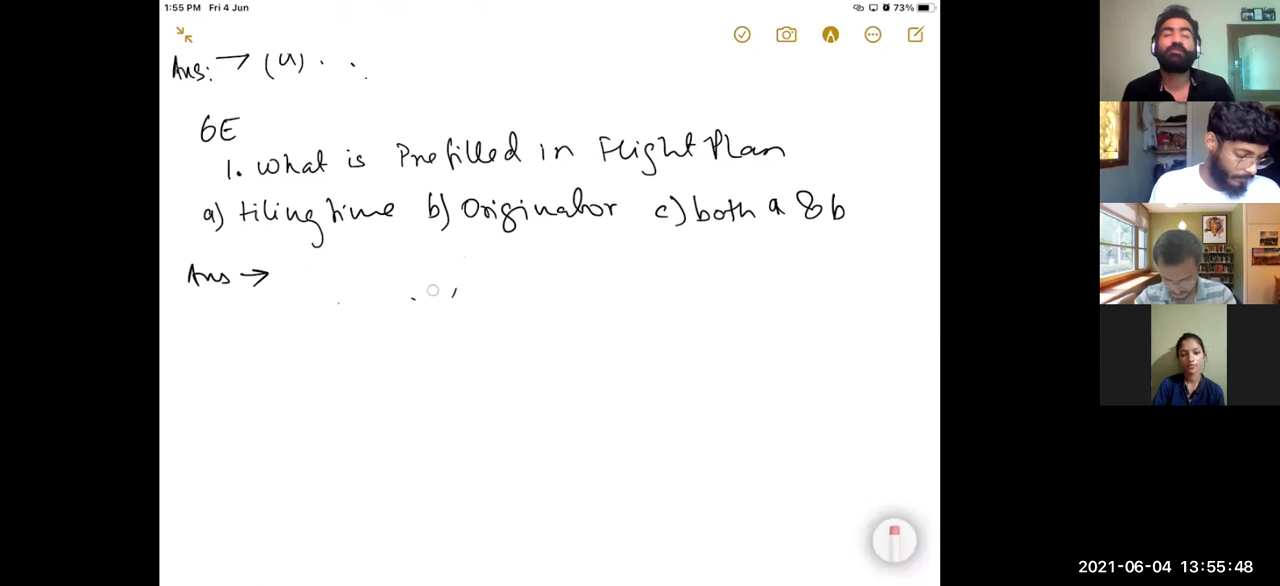 1:55 PM Fri 4 Jun
73%
Ans: → (a) . .
6E
1. What is Prefilled in Flight Plan
a) tiling time b) Originator c) both a & b
Ans →
2021-06-04 13:55:48